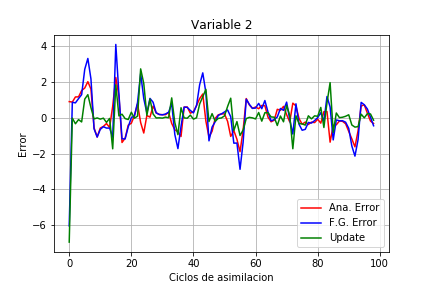 Variable 2
4
2
0
−2
−4
−6
Error
0
20
40
60
80
100
Ciclos de asimilacion
Ana. Error
F.G. Error
Update